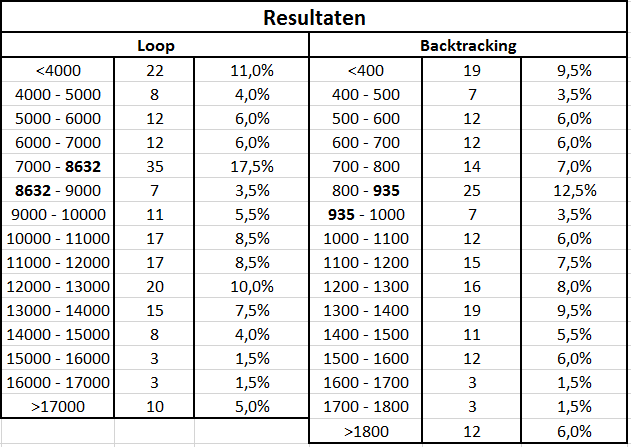 Resultaten
Loop Backtracking
<4000 22 11,0% <400 19 9,5%
4000 - 5000 8 4,0% 400 - 500 7 3,5%
5000 - 6000 12 6,0% 500 - 600 12 6,0%
6000 - 7000 12 6,0% 600 - 700 12 6,0%
7000 - 8632 35 17,5% 700 - 800 14 7,0%
8632 - 9000 7 3,5% 800 - 935 25 12,5%
9000 - 10000 11 5,5% 935 - 1000 7 3,5%
10000 - 11000 17 8,5% 1000 - 1100 12 6,0%
11000 - 12000 17 8,5% 1100 - 1200 15 7,5%
12000 - 13000 20 10,0% 1200 - 1300 16 8,0%
13000 - 14000 15 7,5% 1300 - 1400 19 9,5%
14000 - 15000 8 4,0% 1400 - 1500 11 5,5%
15000 - 16000 3 1,5% 1500 - 1600 12 6,0%
16000 - 17000 3 1,5% 1600 - 1700 3 1,5%
>17000 10 5,0% 1700 - 1800 3 1,5%
>1800 12 6,0%